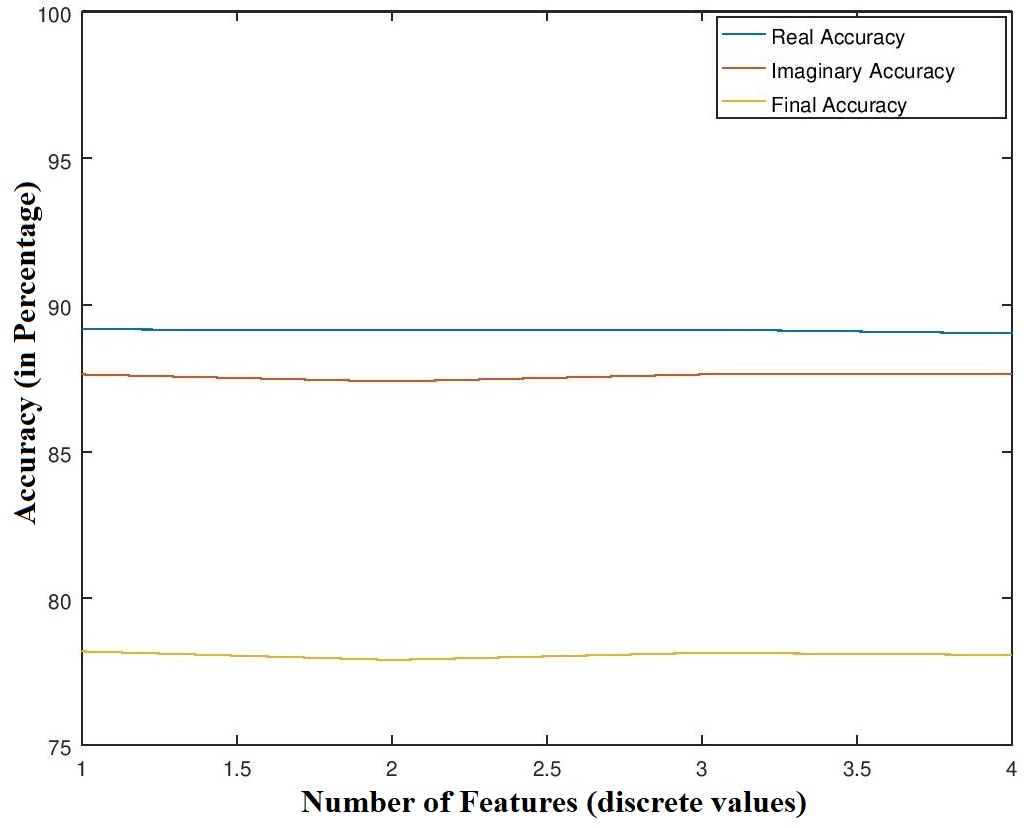 100
95
90
85
80
75
Accuracy (in Percentage)
Real Accuracy
Imaginary Accuracy
Final Accuracy
1
1.5
2
2.5
3
3.5
4
Number of Features (discrete values)